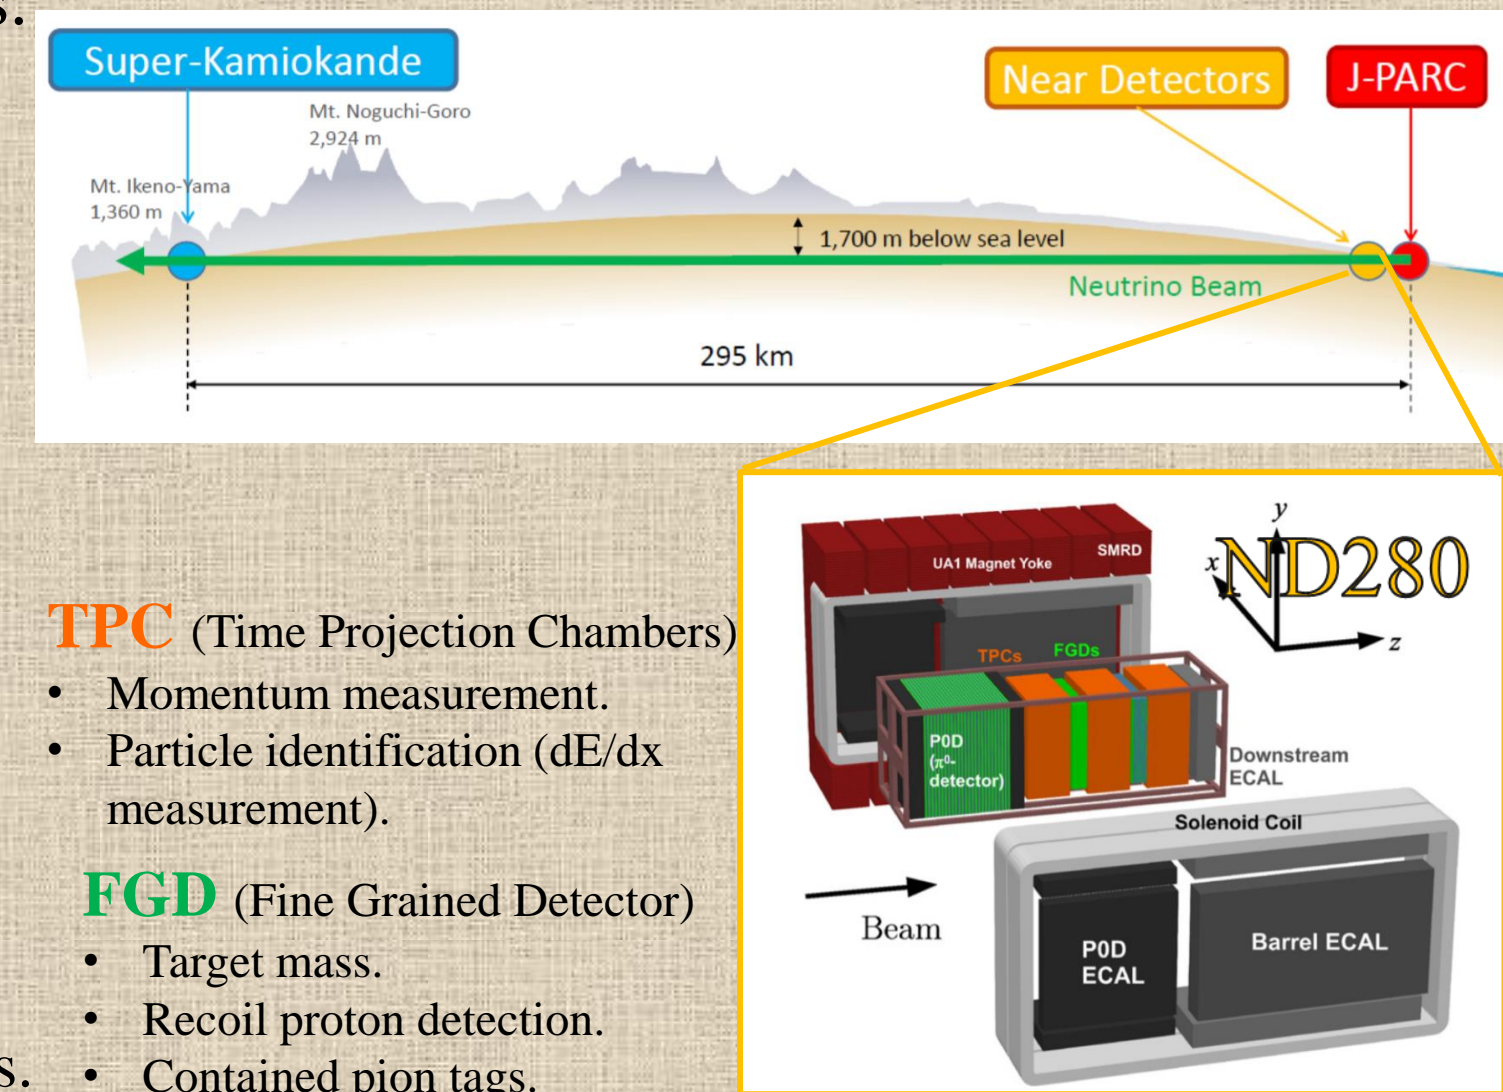 s.
Super-Kamiokande
Near Detectors
J-PARC
Mt. Noguchi-Goro
2,924 m
Mt. Ikeno-Yama
1,360 m
1,700 m below sea level
Neutrino Beam
295 km
TPC (Time Projection Chambers)
• Momentum measurement.
• Particle identification (dE/dx
measurement).
FGD (Fine Grained Detector)
• Target mass.
• Recoil proton detection.
s.
• Contained pion tags.
ND280
y
x
z
UA1 Magnet Yoke
SMRD
TPCs
FGDs
P0D
(π⁰-
detector)
Downstream
ECAL
Solenoid Coil
Beam
P0D
ECAL
Barrel ECAL